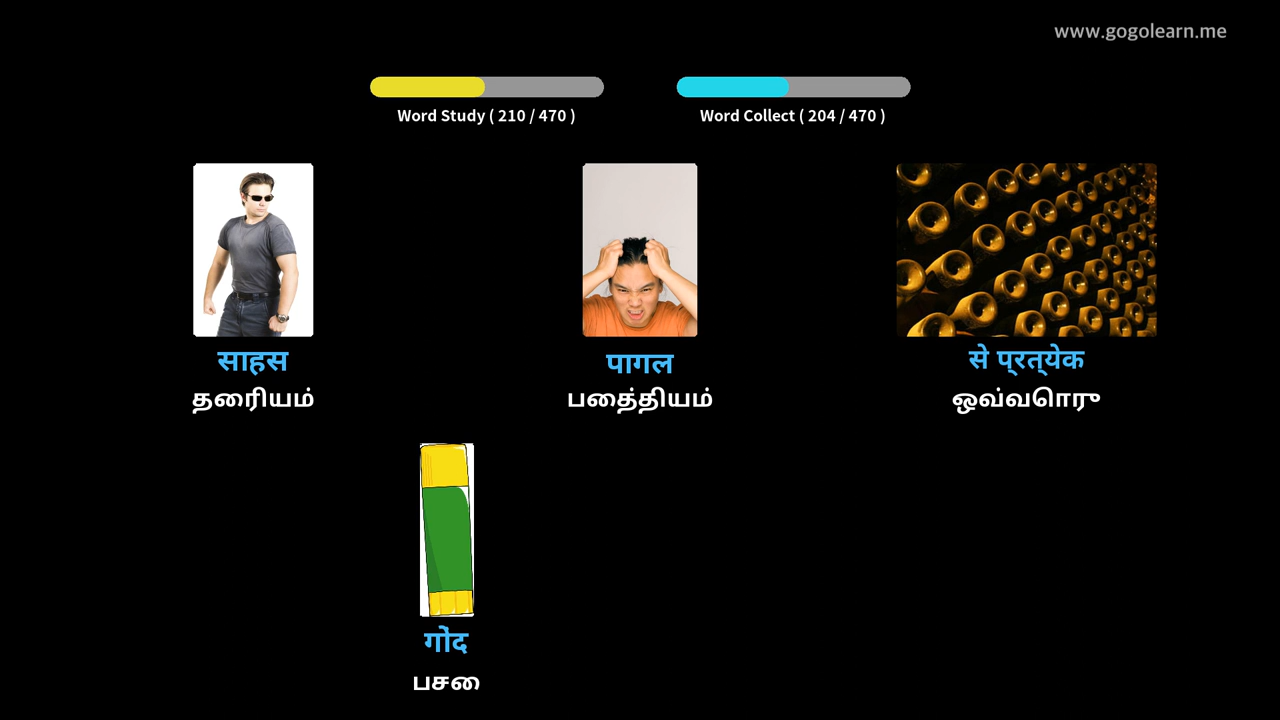 www.gogolearn.me
Word Study ( 210 / 470 )
Word Collect ( 204 / 470 )
साहस
தைரியம்
पागल
பைத்தியம்
से प्रत्येक
ஒவ்வொரு
गोंद
பசை